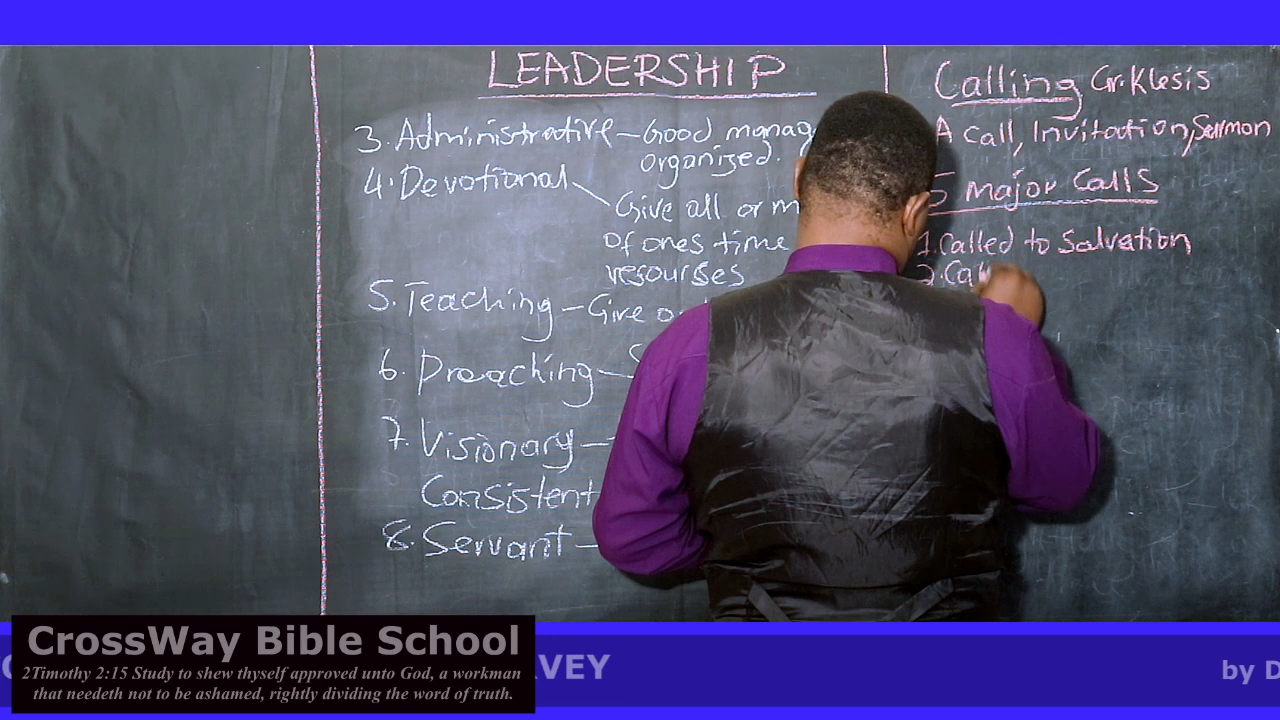 LEADERSHIP
3. Administrative – Good manag
organized.
4. Devotional
Give all or m
of ones time
resourses
5. Teaching – Give o
6. Preaching –
7. Visionary –
Consistent
8. Servant –
Calling Gr. Klesis
A call, Invitation, Summon
5 Major Calls
1. Called to Salvation
2. Cal
CrossWay Bible School
2Timothy 2:15 Study to shew thyself approved unto God, a workman
that needeth not to be ashamed, rightly dividing the word of truth.
VEY
by D